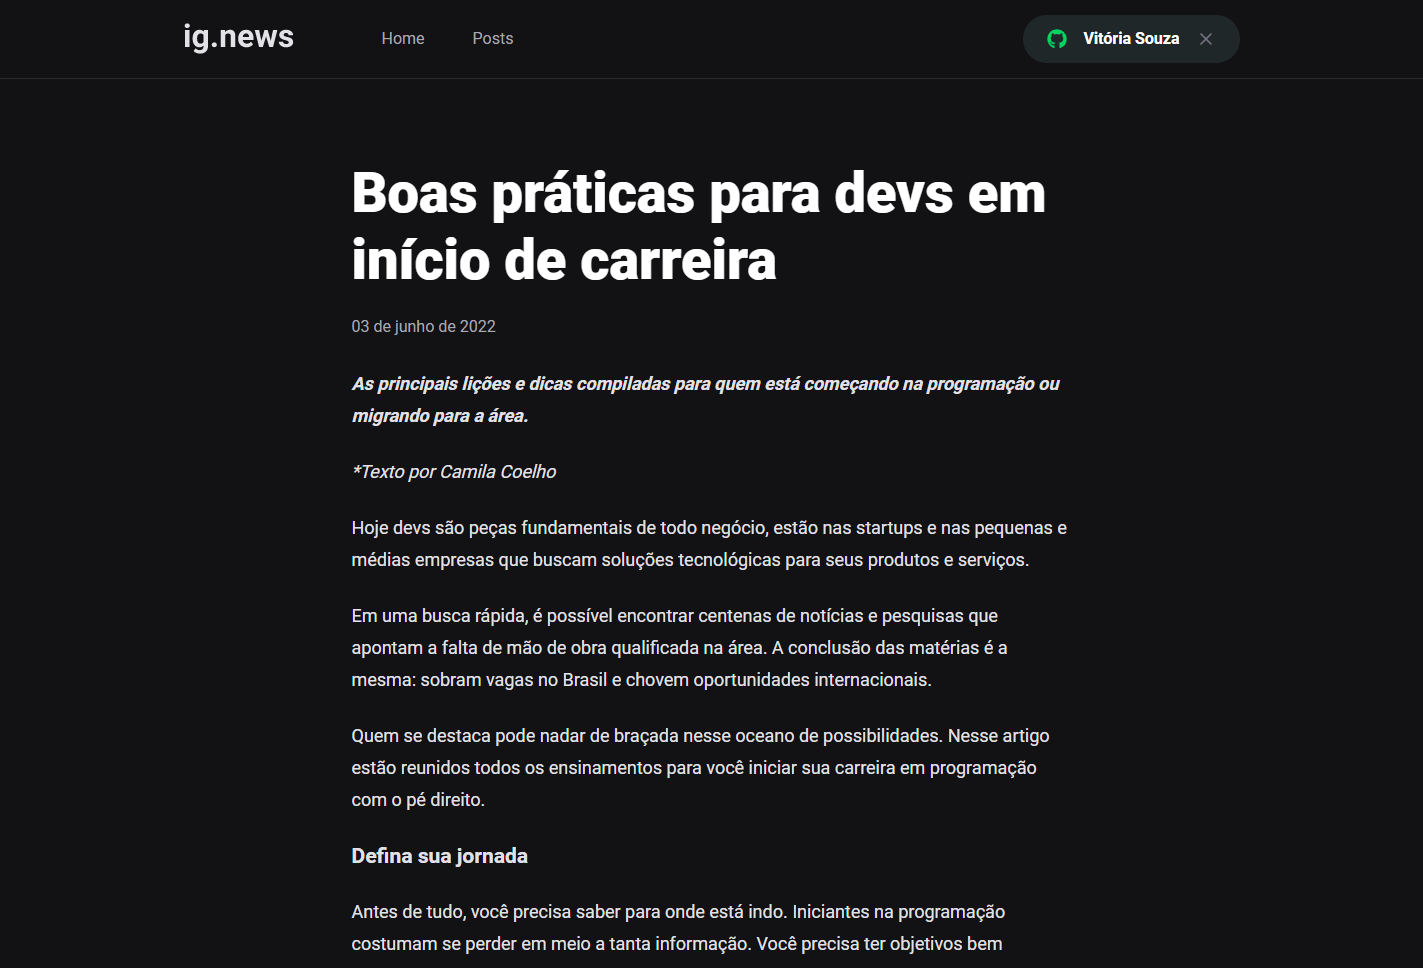 ig.news
Home
Posts
Vitória Souza
Boas práticas para devs em
início de carreira
03 de junho de 2022
As principais lições e dicas compiladas para quem está começando na programação ou
migrando para a área.
*Texto por Camila Coelho
Hoje devs são peças fundamentais de todo negócio, estão nas startups e nas pequenas e
médias empresas que buscam soluções tecnológicas para seus produtos e serviços.
Em uma busca rápida, é possível encontrar centenas de notícias e pesquisas que
apontam a falta de mão de obra qualificada na área. A conclusão das matérias é a
mesma: sobram vagas no Brasil e chovem oportunidades internacionais.
Quem se destaca pode nadar de braçada nesse oceano de possibilidades. Nesse artigo
estão reunidos todos os ensinamentos para você iniciar sua carreira em programação
com o pé direito.
Defina sua jornada
Antes de tudo, você precisa saber para onde está indo. Iniciantes na programação
costumam se perder em meio a tanta informação. Você precisa ter objetivos bem